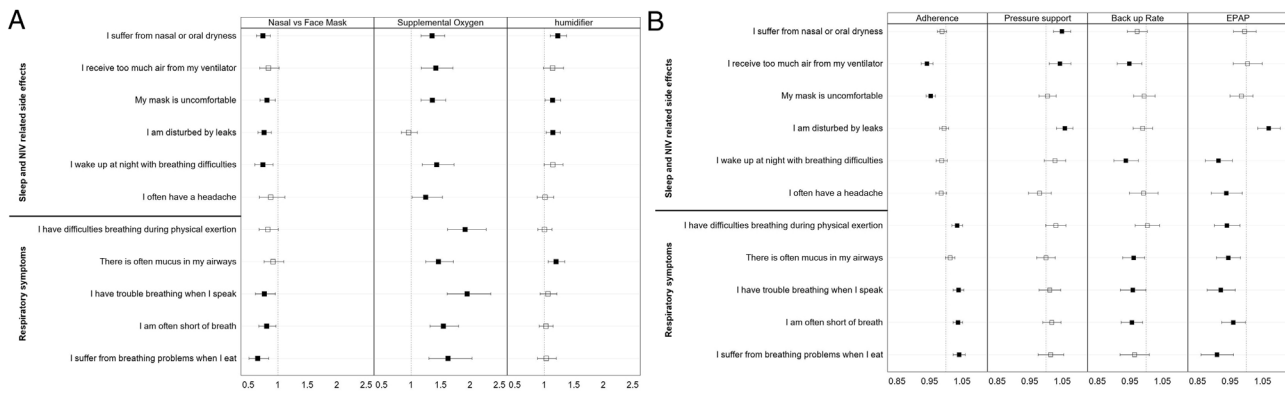 A
Nasal vs Face Mask Supplemental Oxygen humidifier
Sleep and NIV related side effects
I suffer from nasal or oral dryness
I receive too much air from my ventilator
My mask is uncomfortable
I am disturbed by leaks
I wake up at night with breathing difficulties
I often have a headache
Respiratory symptoms
I have difficulties breathing during physical exertion
There is often mucus in my airways
I have trouble breathing when I speak
I am often short of breath
I suffer from breathing problems when I eat
0.5 1 1.5 2 2.5 0.5 1 1.5 2 2.5 0.5 1 1.5 2 2.5
B
Adherence Pressure support Back up Rate EPAP
Sleep and NIV related side effects
I suffer from nasal or oral dryness
I receive too much air from my ventilator
My mask is uncomfortable
I am disturbed by leaks
I wake up at night with breathing difficulties
I often have a headache
Respiratory symptoms
I have difficulties breathing during physical exertion
There is often mucus in my airways
I have trouble breathing when I speak
I am often short of breath
I suffer from breathing problems when I eat
0.85 0.95 1.05 0.85 0.95 1.05 0.85 0.95 1.05 0.85 0.95 1.05